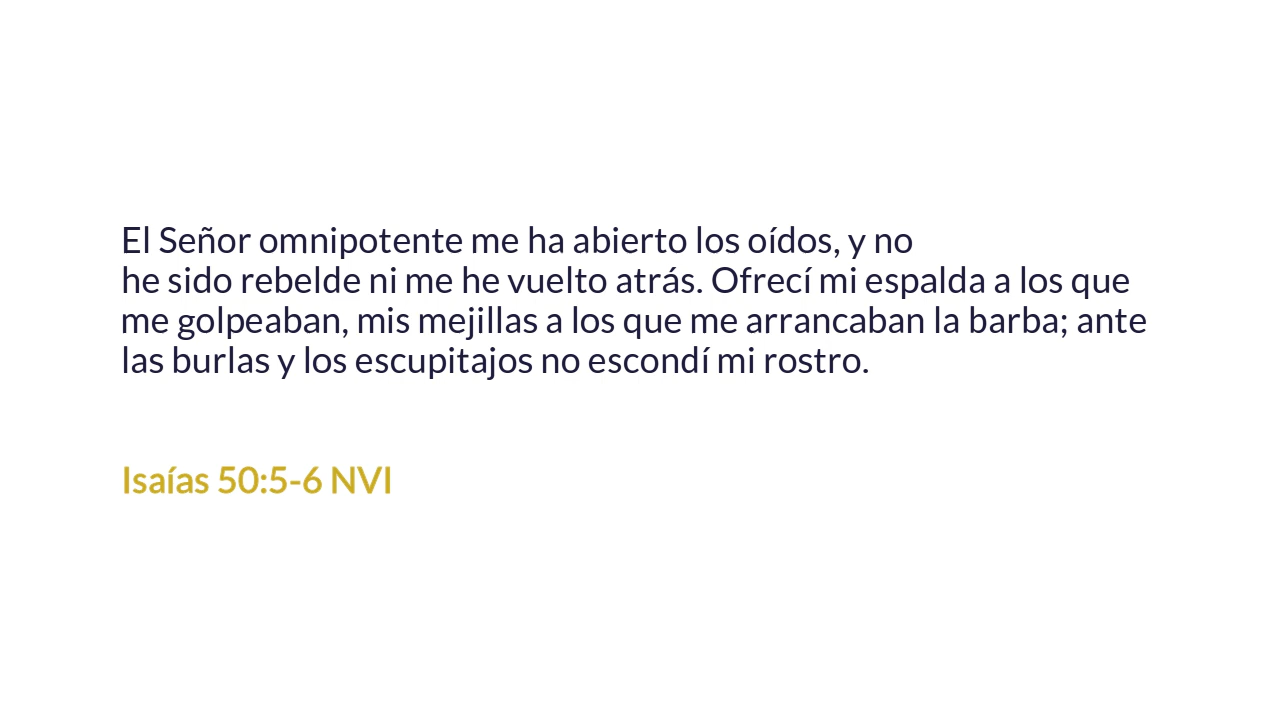 El Señor omnipotente me ha abierto los oídos, y no
he sido rebelde ni me he vuelto atrás. Ofrecí mi espalda a los que
me golpeaban, mis mejillas a los que me arrancaban la barba; ante
las burlas y los escupitajos no escondí mi rostro.
Isaías 50:5-6 NVI